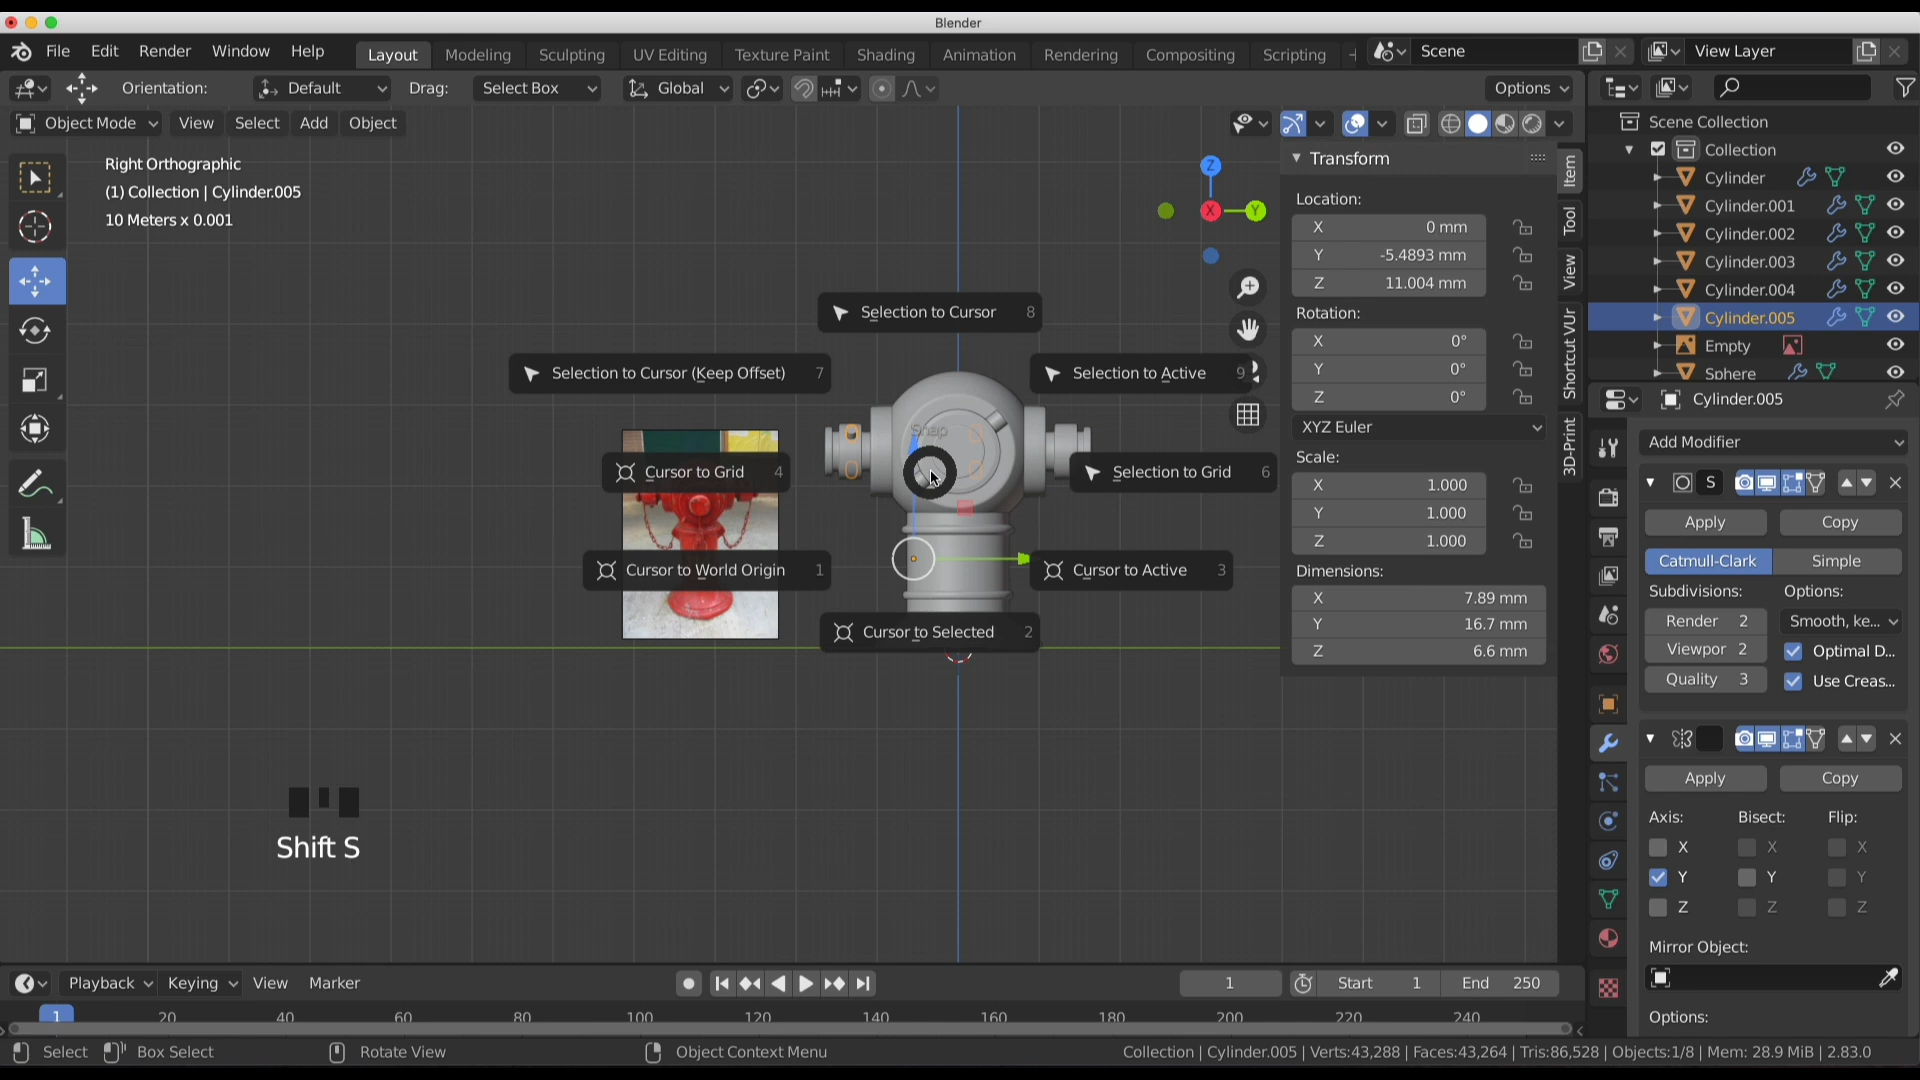 Blender
File Edit Render Window Help
Layout Modeling Sculpting UV Editing Texture Paint Shading Animation Rendering Compositing Scripting
Scene
View Layer
Orientation: Default Drag: Select Box Global Options
Object Mode View Select Add Object
Right Orthographic
(1) Collection | Cylinder.005
10 Meters x 0.001
Z
X
Y
Selection to Cursor 8
Selection to Cursor (Keep Offset) 7
Selection to Active 9
Snap
Cursor to Grid 4
Selection to Grid 6
Cursor to World Origin 1
Cursor to Active 3
Cursor to Selected 2
Shift S
Transform
Location:
X 0 mm
Y -5.4893 mm
Z 11.004 mm
Rotation:
X 0°
Y 0°
Z 0°
XYZ Euler
Scale:
X 1.000
Y 1.000
Z 1.000
Dimensions:
X 7.89 mm
Y 16.7 mm
Z 6.6 mm
Item
Tool
View
Shortcut VUr
3D-Print
Scene Collection
Collection
Cylinder
Cylinder.001
Cylinder.002
Cylinder.003
Cylinder.004
Cylinder.005
Empty
Sphere
Cylinder.005
Add Modifier
S
Apply Copy
Catmull-Clark Simple
Subdivisions: Options:
Render 2 Smooth, ke...
Viewpor 2 Optimal D...
Quality 3 Use Creas...
Apply Copy
Axis: Bisect: Flip:
X X X
Y Y Y
Z Z Z
Mirror Object:
Options:
Playback Keying View Marker
1 Start 1 End 250
1 20 40 60 80 100 120 140 160 180 200 220 240
Select Box Select Rotate View Object Context Menu
Collection | Cylinder.005 | Verts:43,288 | Faces:43,264 | Tris:86,528 | Objects:1/8 | Mem: 28.9 MiB | 2.83.0